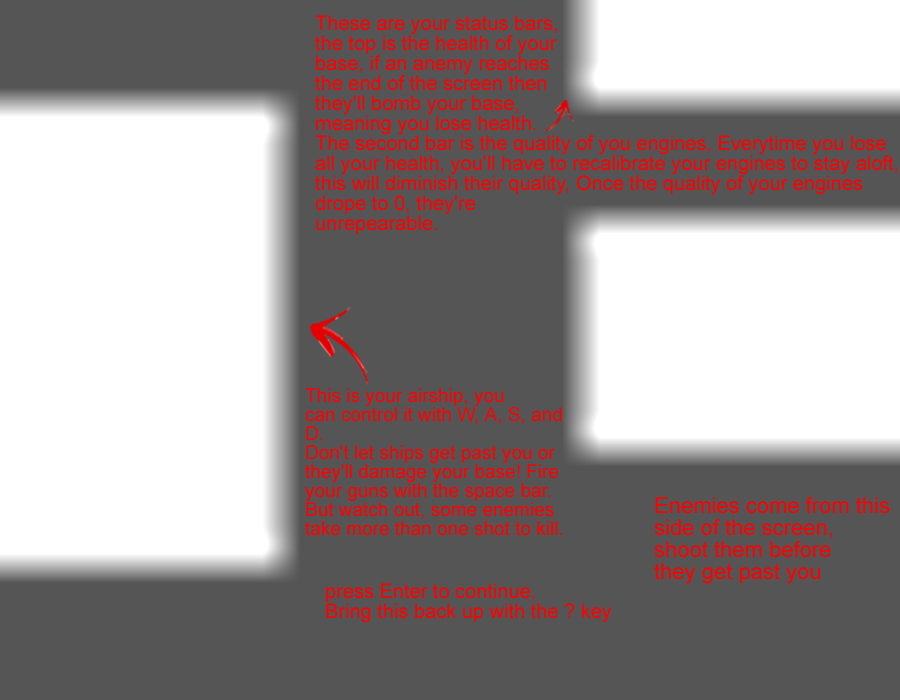 These are your status bars,
the top is the health of your
base, if an anemy reaches
the end of the screen then
they'll bomb your base.
meaning you lose health.
The second bar is the quality of you engines, Everytime you lose
all your health, you'll have to recalibrate your engines to stay aloft,
this will diminish their quality. Once the quality of your engines
drope to 0, they're
unrepearable.
This is your airship, you
can control it with W, A, S, and
D.
Don't let ships get past you or
they'll damage your base! Fire
your guns with the space bar.
But watch out, some enemies
take more than one shot to kill.
Enemies come from this
side of the screen,
shoot them before
they get past you
press Enter to continue.
Bring this back up with the ? key